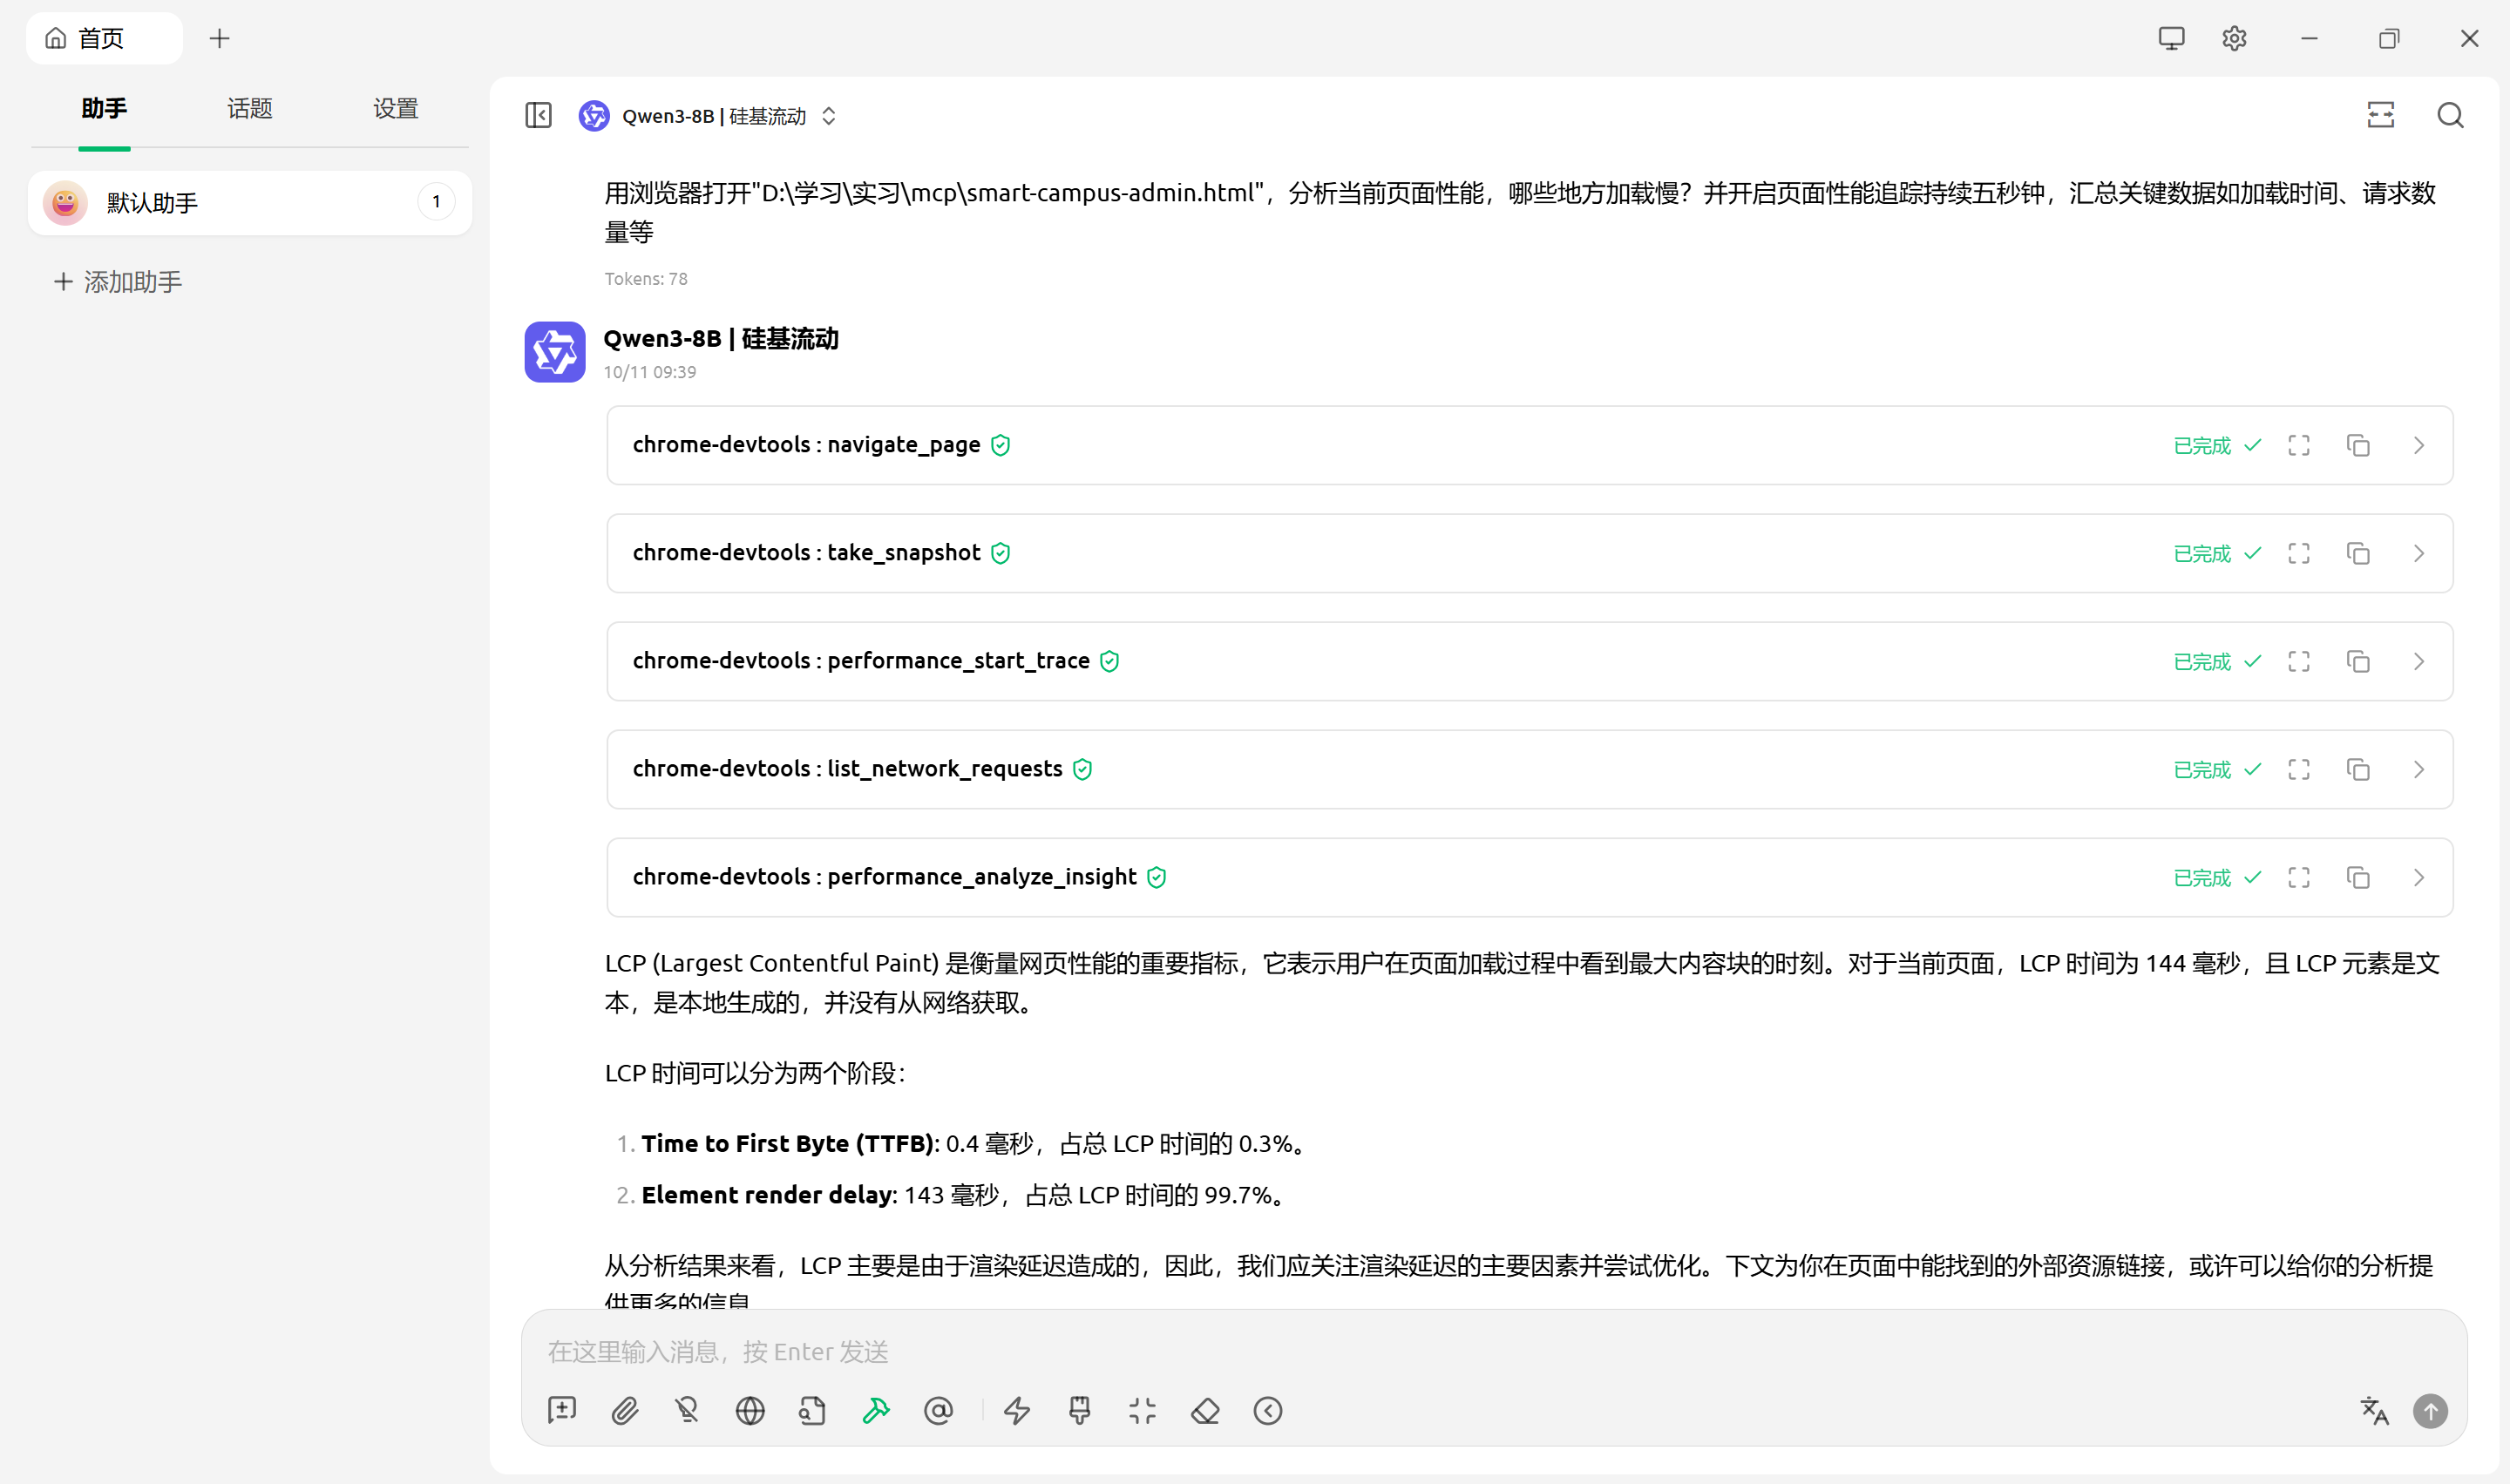 首页
助手
话题
设置
默认助手
1
添加助手
Qwen3-8B | 硅基流动
用浏览器打开"D:\学习\实习\mcp\smart-campus-admin.html"，分析当前页面性能，哪些地方加载慢？并开启页面性能追踪持续五秒钟，汇总关键数据如加载时间、请求数
量等
Tokens: 78
Qwen3-8B | 硅基流动
10/11 09:39
chrome-devtools : navigate_page
已完成
chrome-devtools : take_snapshot
已完成
chrome-devtools : performance_start_trace
已完成
chrome-devtools : list_network_requests
已完成
chrome-devtools : performance_analyze_insight
已完成
LCP (Largest Contentful Paint) 是衡量网页性能的重要指标，它表示用户在页面加载过程中看到最大内容块的时刻。对于当前页面，LCP 时间为 144 毫秒，且 LCP 元素是文
本，是本地生成的，并没有从网络获取。
LCP 时间可以分为两个阶段：
1. Time to First Byte (TTFB): 0.4 毫秒，占总 LCP 时间的 0.3%。
2. Element render delay: 143 毫秒，占总 LCP 时间的 99.7%。
从分析结果来看，LCP 主要是由于渲染延迟造成的，因此，我们应关注渲染延迟的主要因素并尝试优化。下文为你在页面中能找到的外部资源链接，或许可以给你的分析提
供更多的信息
在这里输入消息，按 Enter 发送